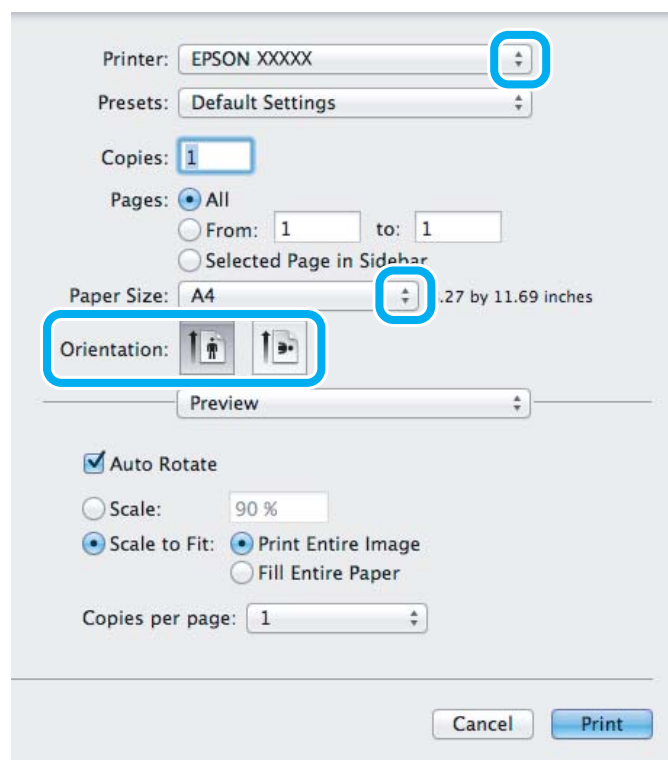 Printer: EPSON XXXXX
Presets: Default Settings
Copies: 1
Pages: All
From: 1 to: 1
Selected Page in Sidebar
Paper Size: A4 .27 by 11.69 inches
Orientation:
Preview
Auto Rotate
Scale: 90 %
Scale to Fit: Print Entire Image
Fill Entire Paper
Copies per page: 1
Cancel Print